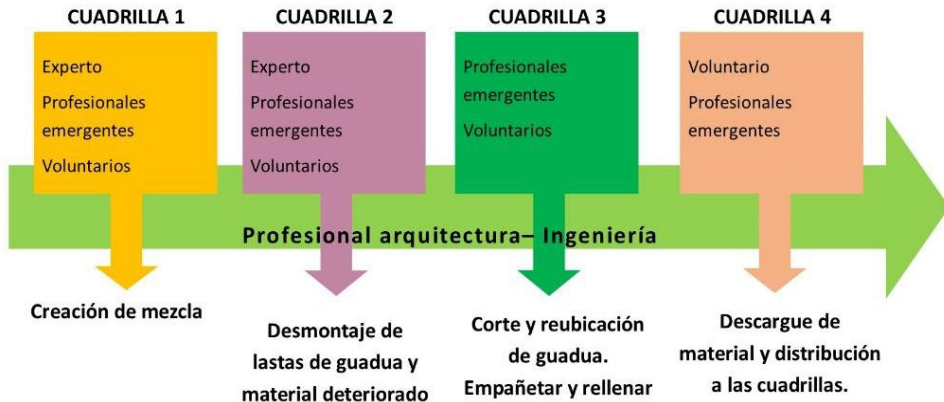 CUADRILLA 1
Experto
Profesionales
emergentes
Voluntarios
Creación de mezcla
CUADRILLA 2
Experto
Profesionales
emergentes
Voluntarios
Desmontaje de
lastas de guadua y
material deteriorado
CUADRILLA 3
Profesionales
emergentes
Voluntarios
Corte y reubicación
de guadua.
Empañetar y rellenar
CUADRILLA 4
Voluntario
Profesionales
emergentes
Descargue de
material y distribución
a las cuadrillas.
Profesional arquitectura– Ingeniería